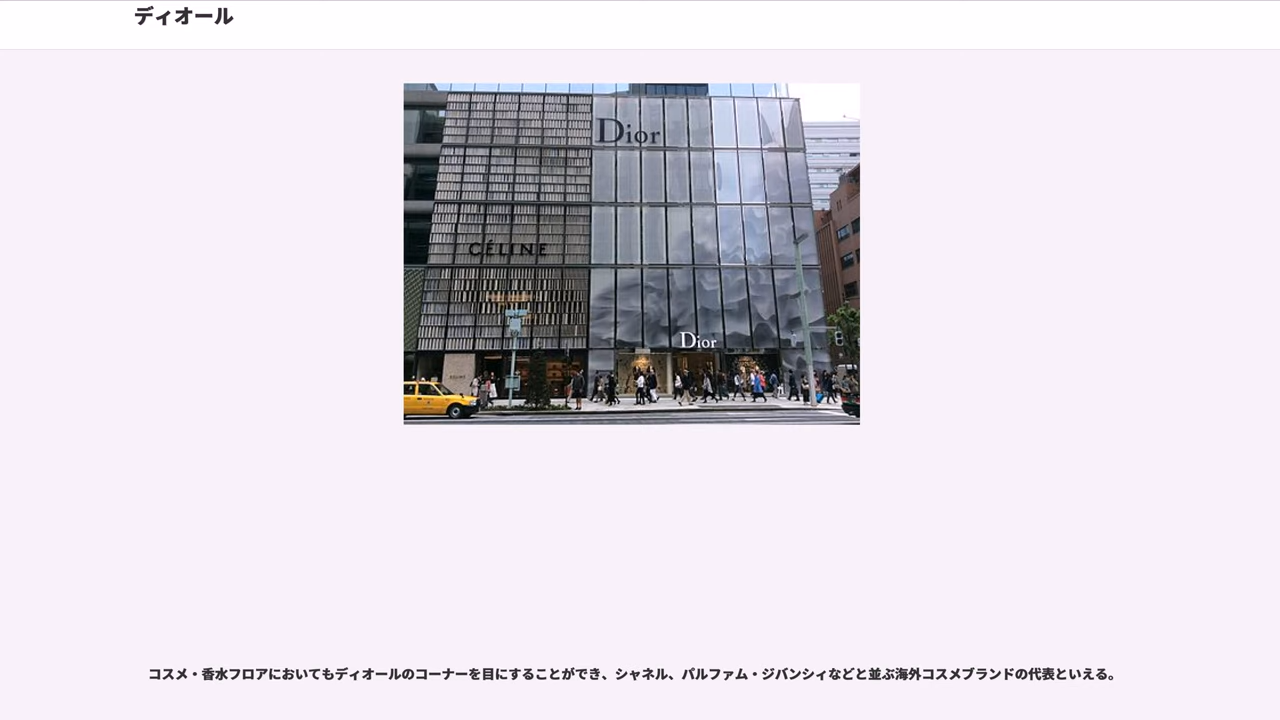 ディオール
Dior
CÉLINE
Dior
コスメ・香水フロアにおいてもディオールのコーナーを目にすることができ、シャネル、パルファム・ジバンシィなどと並ぶ海外コスメブランドの代表といえる。